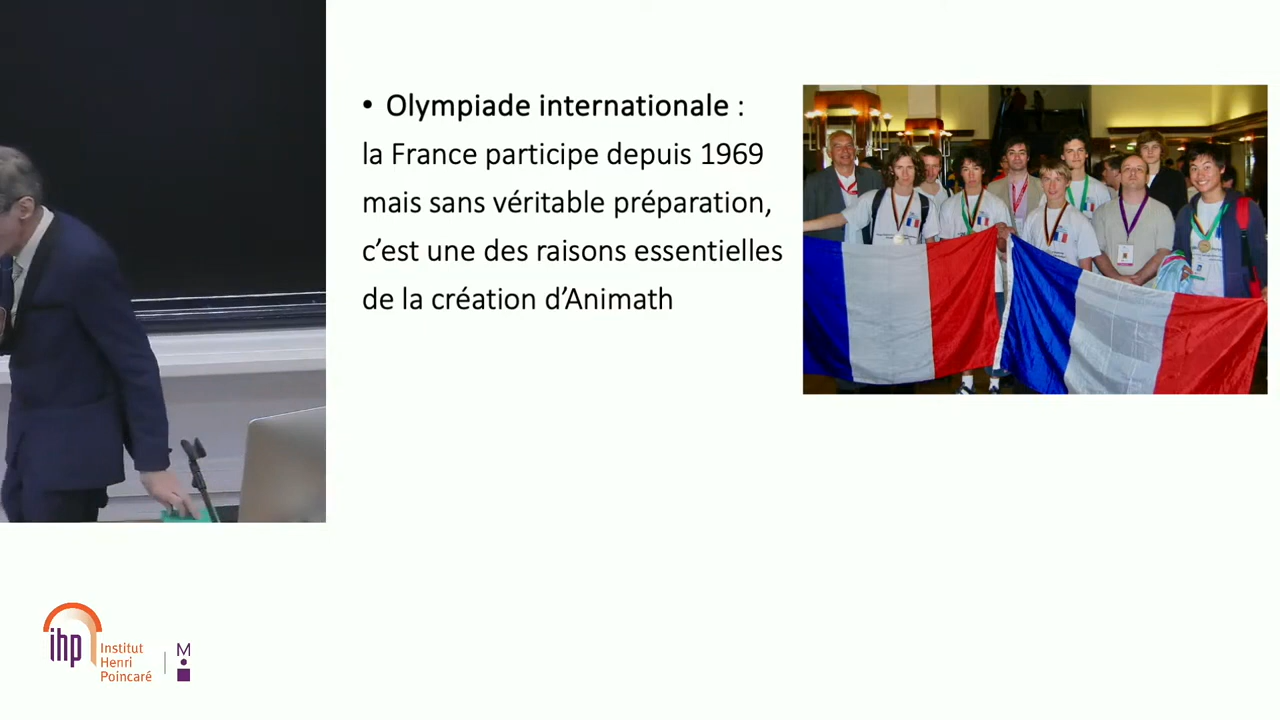 • Olympiade internationale :
la France participe depuis 1969
mais sans véritable préparation,
c’est une des raisons essentielles
de la création d’Animath
ihp
Institut
Henri
Poincaré
M